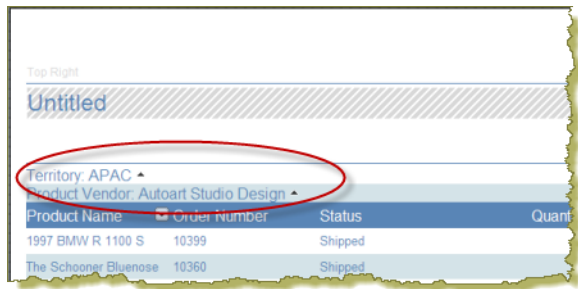 Top Right
Untitled
Territory: APAC
Product Vendor: Autoart Studio Design
Product Name Order Number Status Quant
1997 BMW R 1100 S 10399 Shipped
The Schooner Bluenose 10360 Shipped